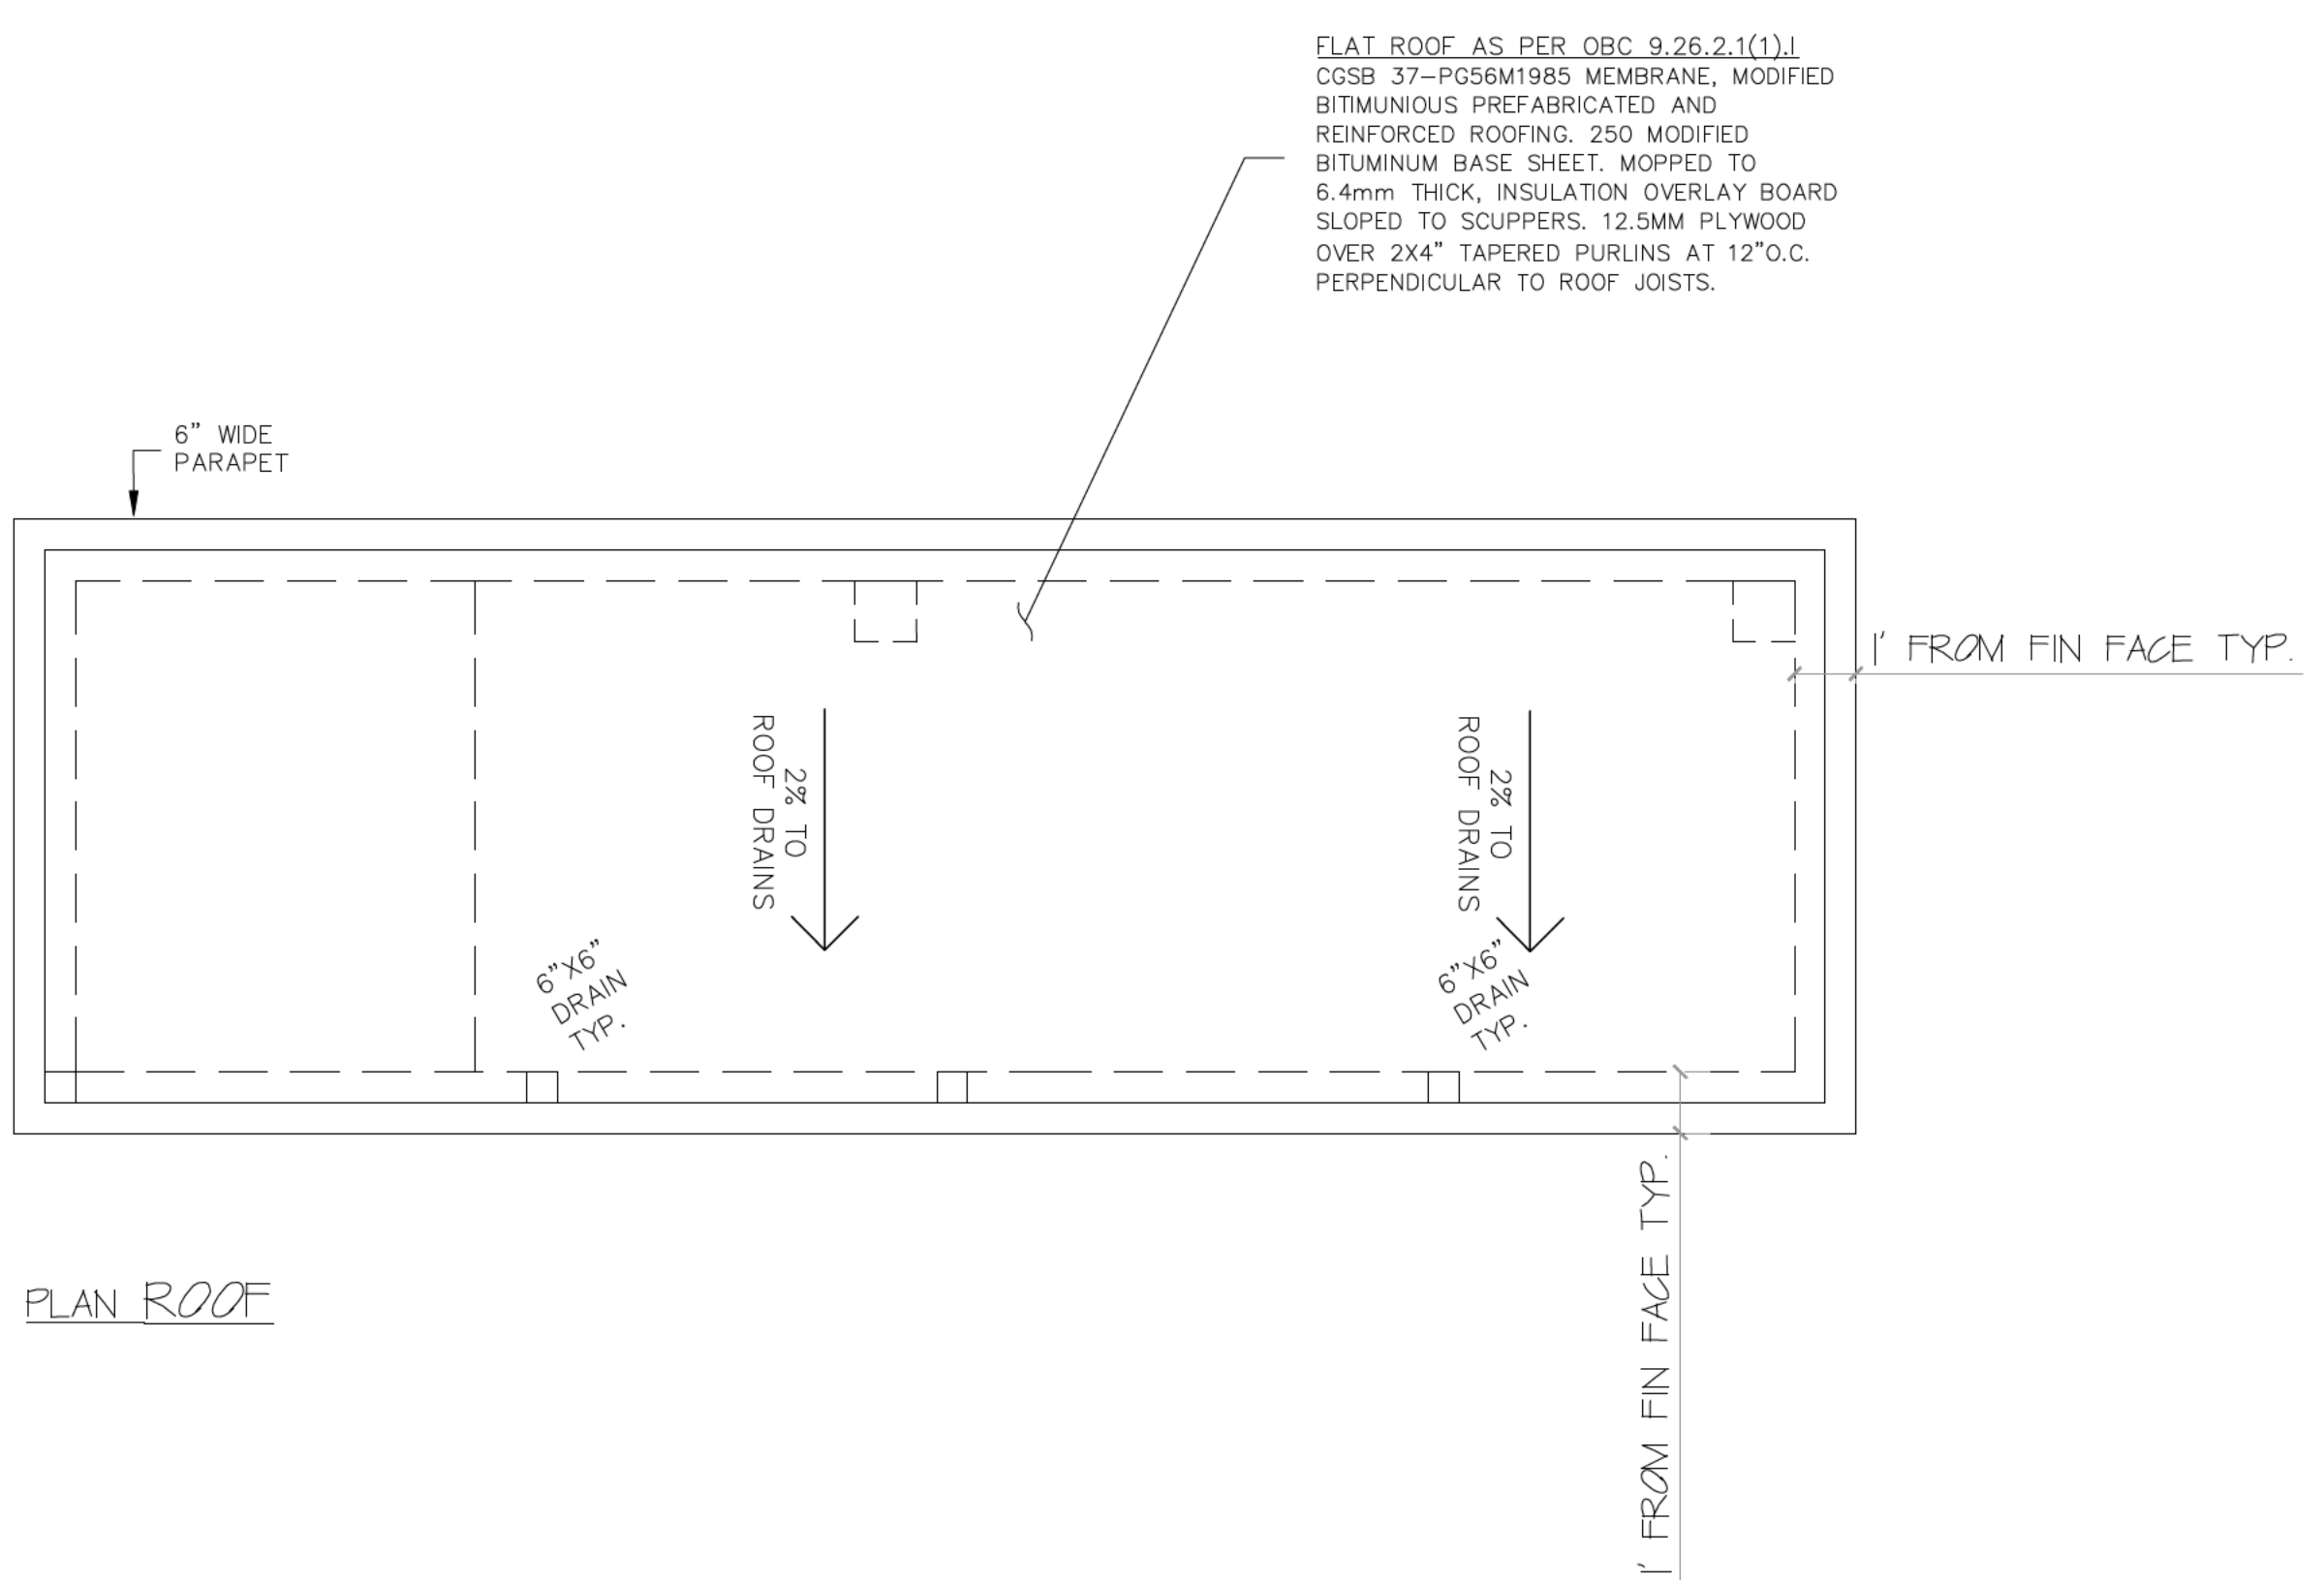 FLAT ROOF AS PER OBC 9.26.2.1(1).I
CGSB 37-PG56M1985 MEMBRANE, MODIFIED
BITIMUNIOUS PREFABRICATED AND
REINFORCED ROOFING. 250 MODIFIED
BITUMINUM BASE SHEET. MOPPED TO
6.4mm THICK, INSULATION OVERLAY BOARD
SLOPED TO SCUPPERS. 12.5MM PLYWOOD
OVER 2X4" TAPERED PURLINS AT 12"O.C.
PERPENDICULAR TO ROOF JOISTS.
6" WIDE
PARAPET
1' FROM FIN FACE TYP.
2% TO
ROOF DRAINS
2% TO
ROOF DRAINS
6"X6"
DRAIN
TYP.
6"X6"
DRAIN
TYP.
1' FROM FIN FACE TYP.
PLAN ROOF